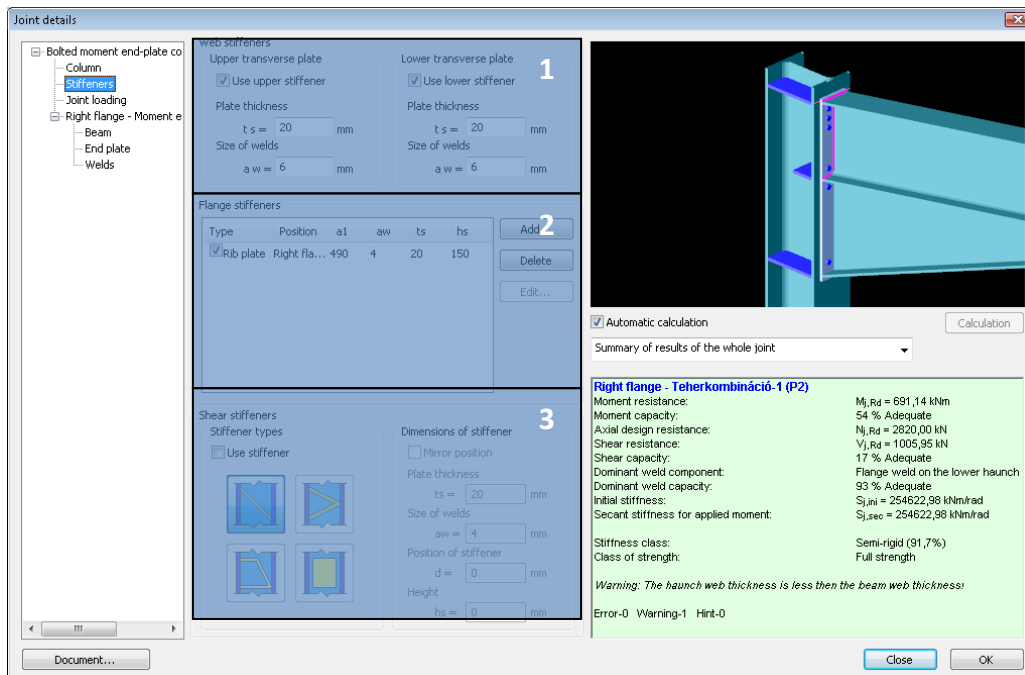 Joint details
Bolted moment end-plate co
Column
Stiffeners
Joint loading
Right flange - Moment e
Beam
End plate
Welds
Web stiffeners
1
Upper transverse plate
Use upper stiffener
Plate thickness
t s = 20 mm
Size of welds
a w = 6 mm
Lower transverse plate
Use lower stiffener
Plate thickness
t s = 20 mm
Size of welds
a w = 6 mm
Flange stiffeners
2
Type Position a1 aw ts hs
Rib plate Right fla... 490 4 20 150
Add
Delete
Edit...
Shear stiffeners
3
Stiffener types
Use stiffener
Dimensions of stiffener
Mirror position
Plate thickness
ts = 20 mm
Size of welds
aw = 4 mm
Position of stiffener
d = 0 mm
Height
hs = 0 mm
Automatic calculation
Calculation
Summary of results of the whole joint
Right flange - Teherkombináció-1 (P2)
Moment resistance: Mj,Rd = 691,14 kNm
Moment capacity: 54 % Adequate
Axial design resistance: Nj,Rd = 2820,00 kN
Shear resistance: Vj,Rd = 1005,95 kN
Shear capacity: 17 % Adequate
Dominant weld component: Flange weld on the lower haunch
Dominant weld capacity: 93 % Adequate
Initial stiffness: Sj,ini = 254622,98 kNm/rad
Secant stiffness for applied moment: Sj,sec = 254622,98 kNm/rad
Stiffness class: Semi-rigid (91,7%)
Class of strength: Full strength
Warning: The haunch web thickness is less then the beam web thickness!
Error-0 Warning-1 Hint-0
Document...
Close
OK